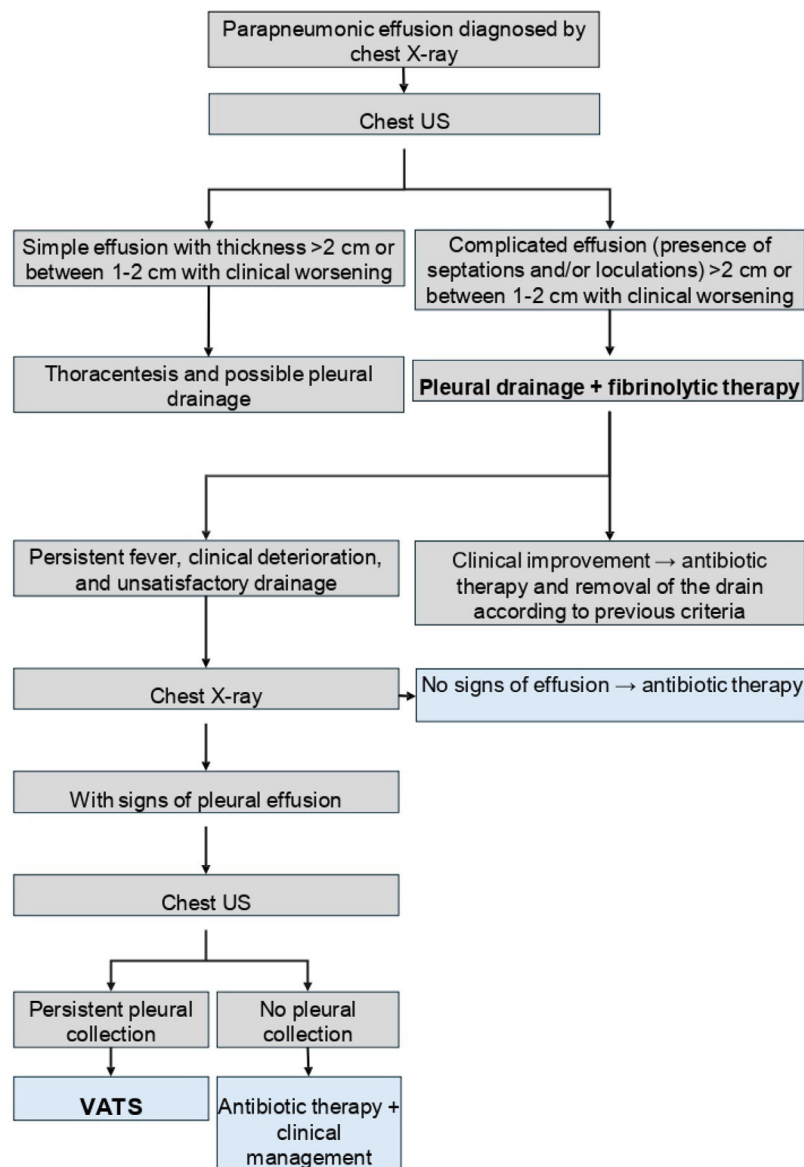 Parapneumonic effusion diagnosed by
chest X-ray
Chest US
Simple effusion with thickness >2 cm or
between 1-2 cm with clinical worsening
Complicated effusion (presence of
septations and/or loculations) >2 cm or
between 1-2 cm with clinical worsening
Thoracentesis and possible pleural
drainage
Pleural drainage + fibrinolytic therapy
Persistent fever, clinical deterioration,
and unsatisfactory drainage
Clinical improvement → antibiotic
therapy and removal of the drain
according to previous criteria
Chest X-ray
No signs of effusion → antibiotic therapy
With signs of pleural effusion
Chest US
Persistent pleural
collection
No pleural
collection
VATS
Antibiotic therapy +
clinical
management